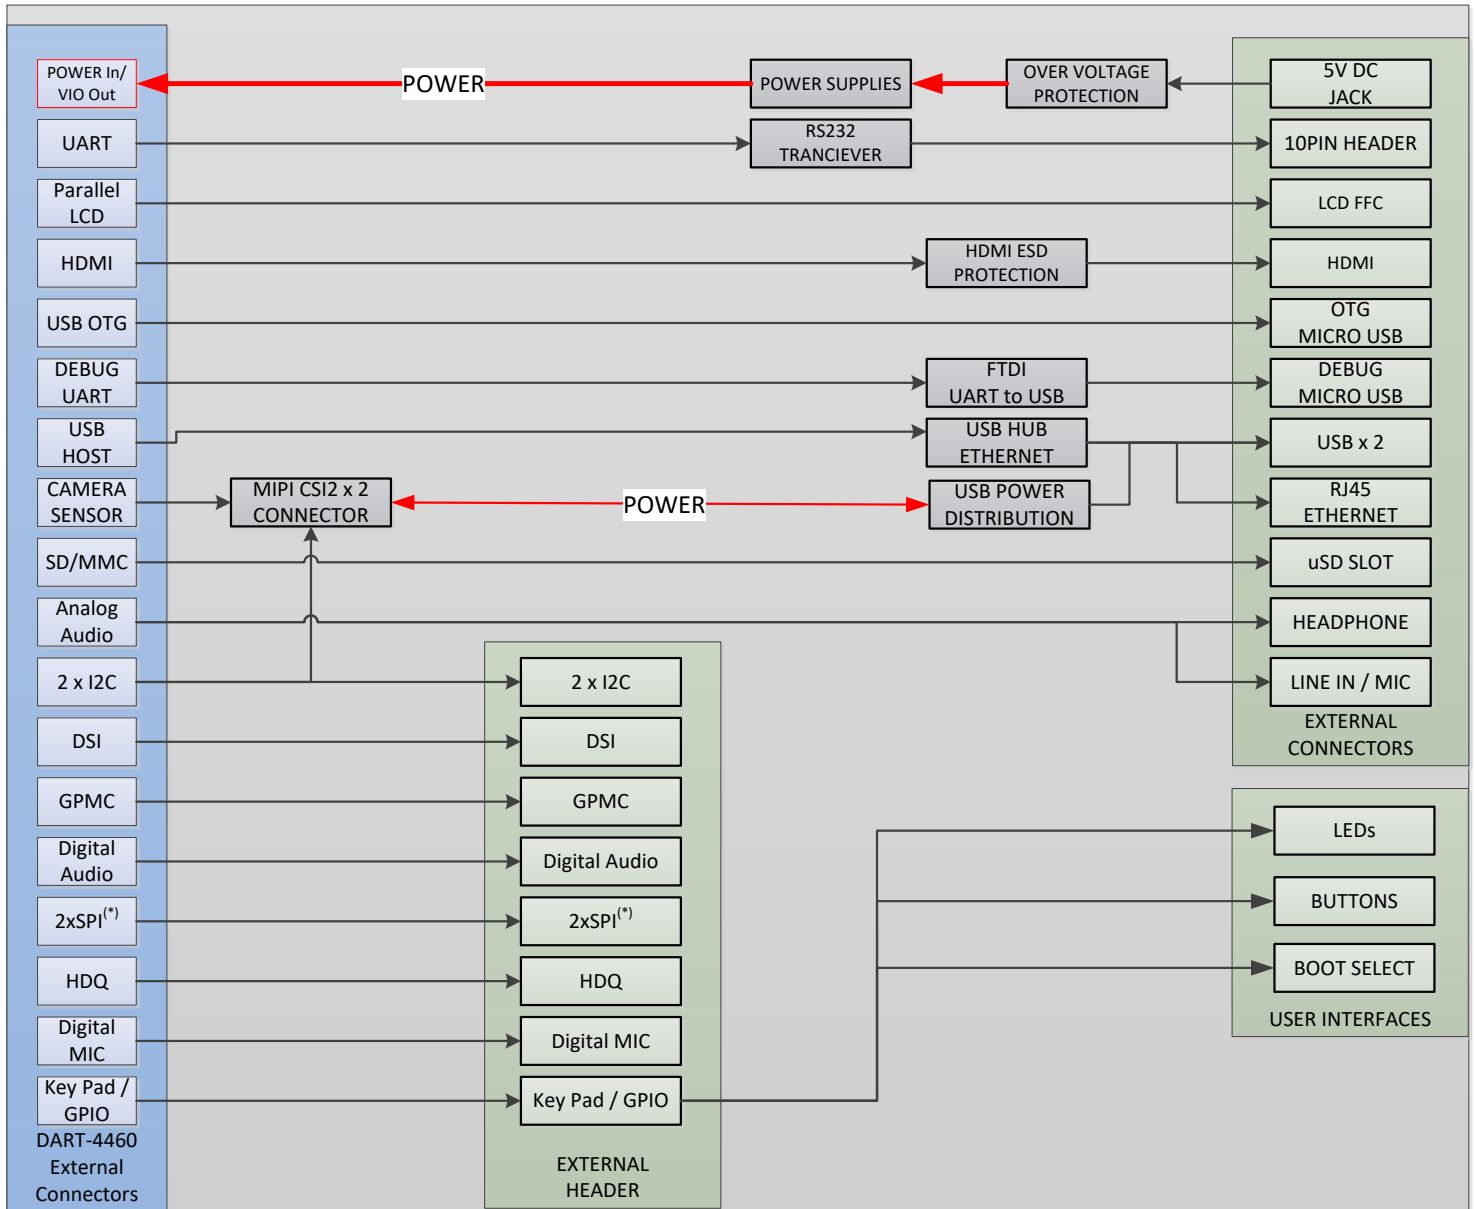 POWER In/
VIO Out
POWER
POWER SUPPLIES
OVER VOLTAGE
PROTECTION
5V DC
JACK
UART
RS232
TRANCIEVER
10PIN HEADER
Parallel
LCD
LCD FFC
HDMI
HDMI ESD
PROTECTION
HDMI
USB OTG
OTG
MICRO USB
DEBUG
UART
FTDI
UART to USB
DEBUG
MICRO USB
USB
HOST
USB HUB
ETHERNET
USB x 2
CAMERA
SENSOR
MIPI CSI2 x 2
CONNECTOR
POWER
USB POWER
DISTRIBUTION
RJ45
ETHERNET
SD/MMC
uSD SLOT
Analog
Audio
HEADPHONE
2 x I2C
2 x I2C
LINE IN / MIC
EXTERNAL
CONNECTORS
DSI
DSI
GPMC
GPMC
LEDs
Digital
Audio
Digital Audio
BUTTONS
2xSPI(*)
2xSPI(*)
HDQ
HDQ
BOOT SELECT
USER INTERFACES
Digital
MIC
Digital MIC
Key Pad /
GPIO
Key Pad / GPIO
DART-4460
External
Connectors
EXTERNAL
HEADER